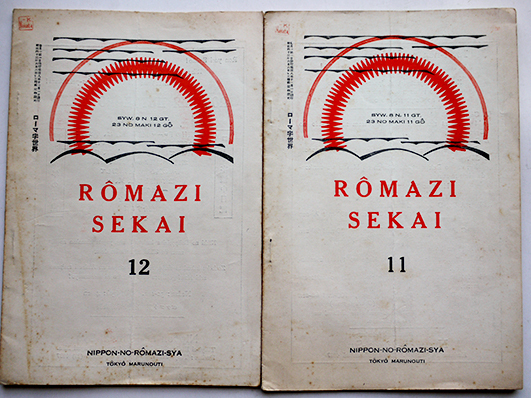 SYW. 8 N. 12 GT.
23 NO MAKI 12 GÔ
ローマ字世界
RÔMAZI
SEKAI
12
NIPPON-NO-RÔMAZI-SYA
TÔKYÔ MARUNOUTI.
SYW. 8 N. 11 GT.
23 NO MAKI 11 GÔ
ローマ字世界
RÔMAZI
SEKAI
11
NIPPON-NO-RÔMAZI-SYA
TÔKYÔ MARUNOUTI.